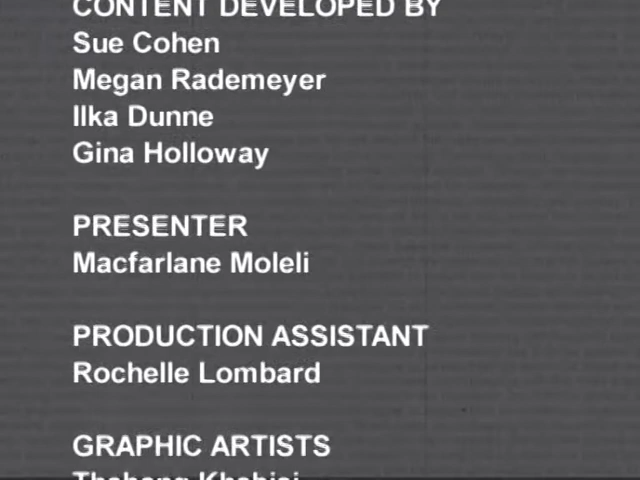 CONTENT DEVELOPED BY
Sue Cohen
Megan Rademeyer
Ilka Dunne
Gina Holloway
PRESENTER
Macfarlane Moleli
PRODUCTION ASSISTANT
Rochelle Lombard
GRAPHIC ARTISTS